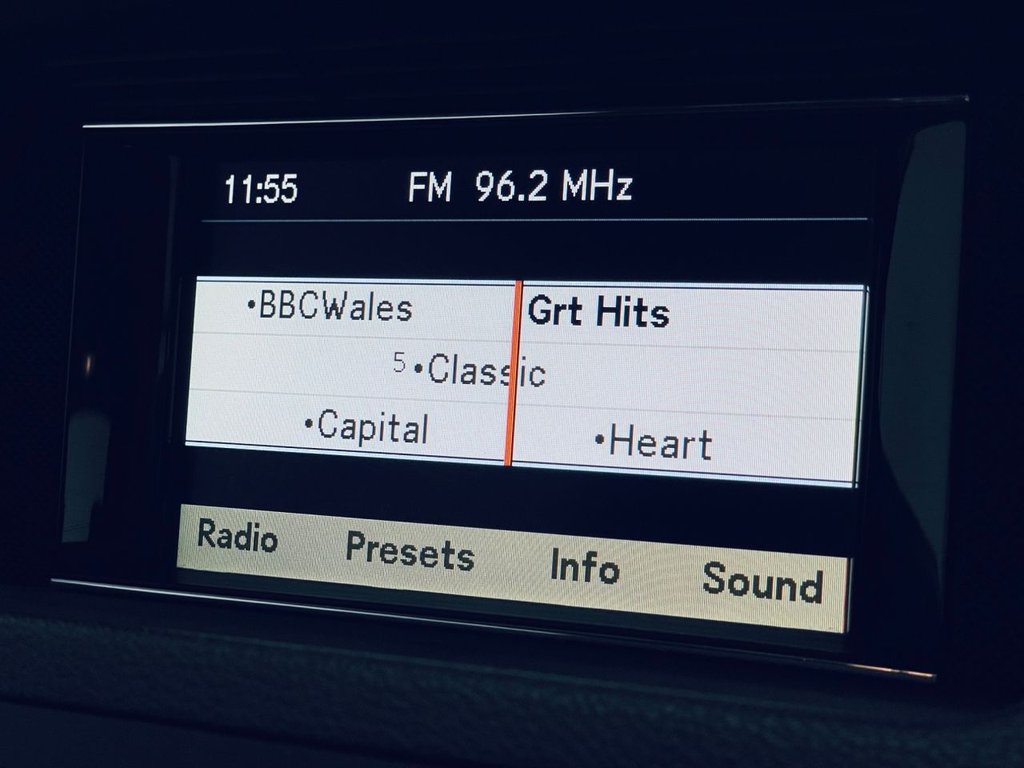 11:55 FM 96.2 MHz
•BBCWales Grt Hits
5 •Classic
•Capital •Heart
Radio Presets Info Sound